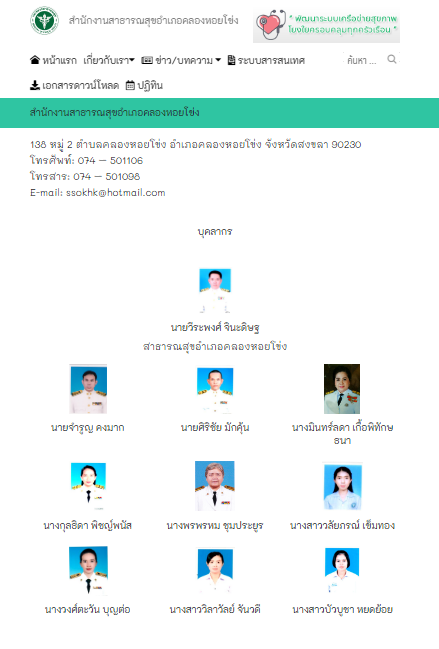 สำนักงานสาธารณสุขอำเภอคลองหอยโข่ง
" พัฒนาระบบเครือข่ายสุขภาพ
โยงใยครอบคลุมทุกครัวเรือน "
หน้าแรก เกี่ยวกับเรา ข่าว/บทความ ระบบสารสนเทศ
ค้นหา ...
เอกสารดาวน์โหลด ปฏิทิน
สำนักงานสาธารณสุขอำเภอคลองหอยโข่ง
138 หมู่ 2 ตำบลคลองหอยโข่ง อำเภอคลองหอยโข่ง จังหวัดสงขลา 90230
โทรศัพท์: 074 – 501106
โทรสาร: 074 – 501098
E-mail: ssokhk@hotmail.com
บุคลากร
นายวีระพงศ์ จินะดิษฐ
สาธารณสุขอำเภอคลองหอยโข่ง
นายจำรูญ คงมาก
นายศิริชัย มักคุ้น
นางมินทร์ลดา เกื้อพิทักษ
ธนา
นางกุลธิดา พิชญ์พนัส
นางพรพรหม ชุมประยูร
นางสาววลัยภรณ์ เข็มทอง
นางวงศ์ตะวัน บุญต่อ
นางสาววิลาวัลย์ จันวดี
นางสาวบัวบูชา หยดย้อย